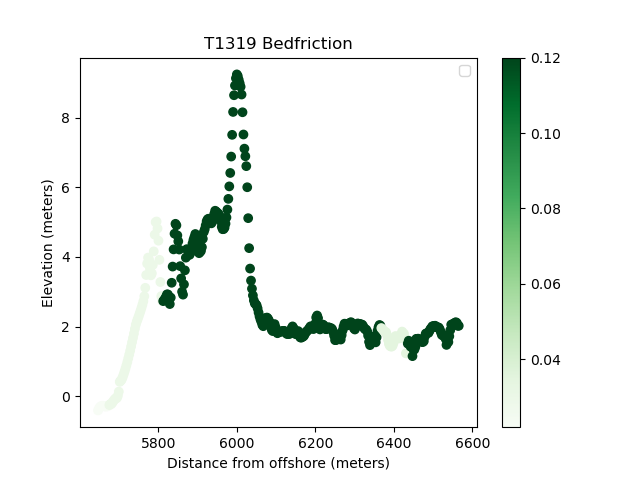 T1319 Bedfriction
Elevation (meters)
8
6
4
2
0
5800 6000 6200 6400 6600
Distance from offshore (meters)
0.12
0.10
0.08
0.06
0.04